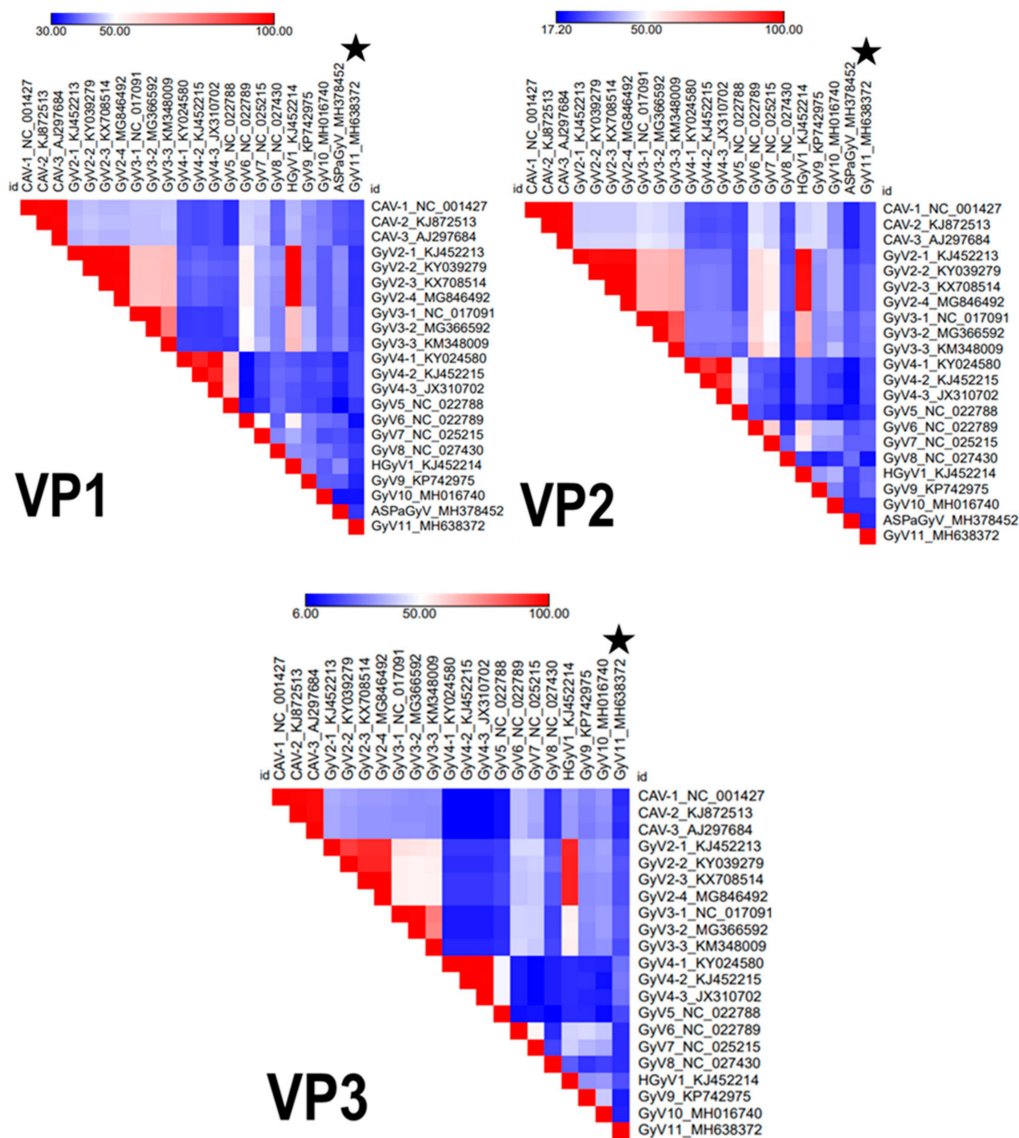 30.00 50.00 100.00
id CAV-1_NC_001427 CAV-2_KJ872513 CAV-3_AJ297684 GyV2-1_KJ452213 GyV2-2_KY039279 GyV2-3_KX708514 GyV2-4_MG846492 GyV3-1_NC_017091 GyV3-2_MG366592 GyV3-3_KM348009 GyV4-1_KY024580 GyV4-2_KJ452215 GyV4-3_JX310702 GyV5_NC_022788 GyV6_NC_022789 GyV7_NC_025215 GyV8_NC_027430 HGyV1_KJ452214 GyV9_KP742975 GyV10_MH016740 ASPaGyV_MH378452 GyV11_MH638372 id
CAV-1_NC_001427
CAV-2_KJ872513
CAV-3_AJ297684
GyV2-1_KJ452213
GyV2-2_KY039279
GyV2-3_KX708514
GyV2-4_MG846492
GyV3-1_NC_017091
GyV3-2_MG366592
GyV3-3_KM348009
GyV4-1_KY024580
GyV4-2_KJ452215
GyV4-3_JX310702
GyV5_NC_022788
GyV6_NC_022789
GyV7_NC_025215
GyV8_NC_027430
HGyV1_KJ452214
GyV9_KP742975
GyV10_MH016740
ASPaGyV_MH378452
GyV11_MH638372
VP1
17.20 50.00 100.00
id CAV-1_NC_001427 CAV-2_KJ872513 CAV-3_AJ297684 GyV2-1_KJ452213 GyV2-2_KY039279 GyV2-3_KX708514 GyV2-4_MG846492 GyV3-1_NC_017091 GyV3-2_MG366592 GyV3-3_KM348009 GyV4-1_KY024580 GyV4-2_KJ452215 GyV4-3_JX310702 GyV5_NC_022788 GyV6_NC_022789 GyV7_NC_025215 GyV8_NC_027430 HGyV1_KJ452214 GyV9_KP742975 GyV10_MH016740 ASPaGyV_MH378452 GyV11_MH638372 id
CAV-1_NC_001427
CAV-2_KJ872513
CAV-3_AJ297684
GyV2-1_KJ452213
GyV2-2_KY039279
GyV2-3_KX708514
GyV2-4_MG846492
GyV3-1_NC_017091
GyV3-2_MG366592
GyV3-3_KM348009
GyV4-1_KY024580
GyV4-2_KJ452215
GyV4-3_JX310702
GyV5_NC_022788
GyV6_NC_022789
GyV7_NC_025215
GyV8_NC_027430
HGyV1_KJ452214
GyV9_KP742975
GyV10_MH016740
ASPaGyV_MH378452
GyV11_MH638372
VP2
6.00 50.00 100.00
id CAV-1_NC_001427 CAV-2_KJ872513 CAV-3_AJ297684 GyV2-1_KJ452213 GyV2-2_KY039279 GyV2-3_KX708514 GyV2-4_MG846492 GyV3-1_NC_017091 GyV3-2_MG366592 GyV3-3_KM348009 GyV4-1_KY024580 GyV4-2_KJ452215 GyV4-3_JX310702 GyV5_NC_022788 GyV6_NC_022789 GyV7_NC_025215 GyV8_NC_027430 HGyV1_KJ452214 GyV9_KP742975 GyV10_MH016740 GyV11_MH638372 id
CAV-1_NC_001427
CAV-2_KJ872513
CAV-3_AJ297684
GyV2-1_KJ452213
GyV2-2_KY039279
GyV2-3_KX708514
GyV2-4_MG846492
GyV3-1_NC_017091
GyV3-2_MG366592
GyV3-3_KM348009
GyV4-1_KY024580
GyV4-2_KJ452215
GyV4-3_JX310702
GyV5_NC_022788
GyV6_NC_022789
GyV7_NC_025215
GyV8_NC_027430
HGyV1_KJ452214
GyV9_KP742975
GyV10_MH016740
GyV11_MH638372
VP3